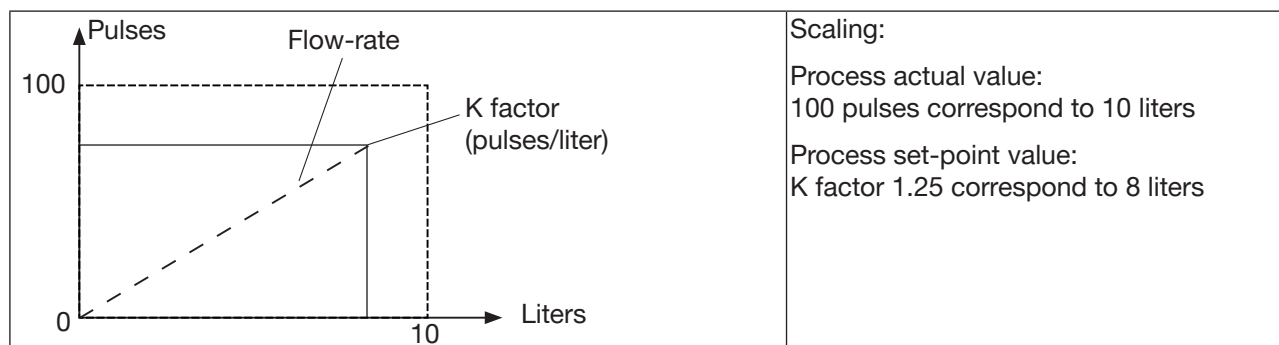 Pulses
Flow-rate
100
K factor
(pulses/liter)
0
10
Liters
Scaling:
Process actual value:
100 pulses correspond to 10 liters
Process set-point value:
K factor 1.25 correspond to 8 liters